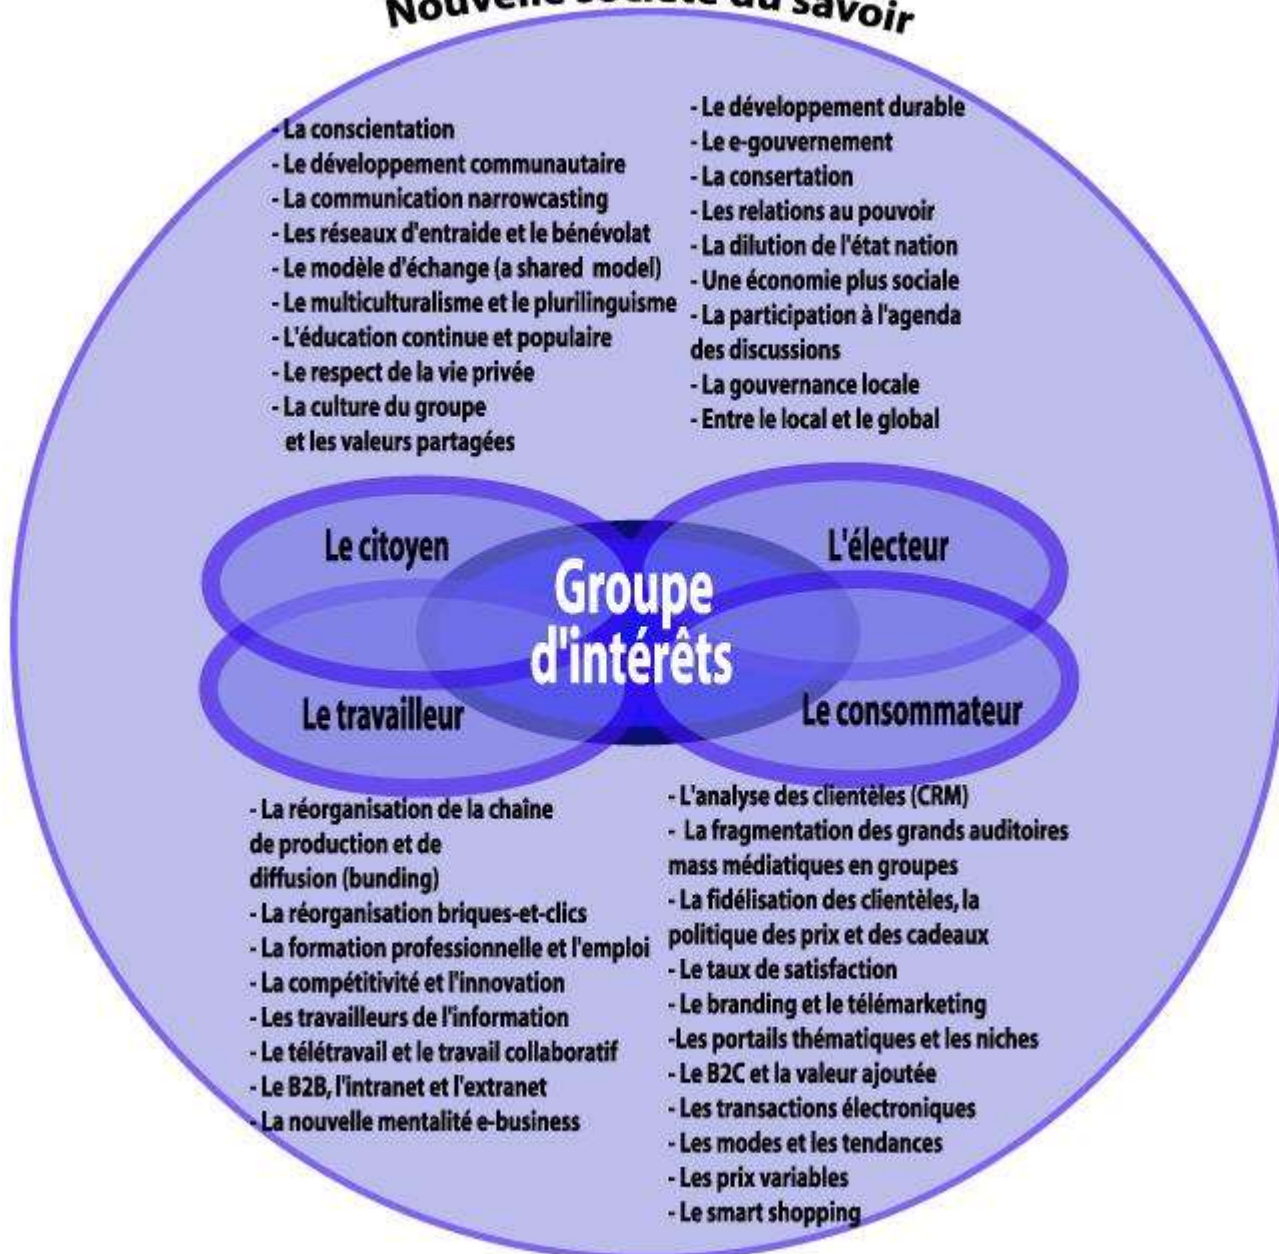 Nouvelle société du savoir
- La conscientation
- Le développement communautaire
- La communication narrowcasting
- Les réseaux d'entraide et le bénévolat
- Le modèle d'échange (a shared model)
- Le multiculturalisme et le plurilinguisme
- L'éducation continue et populaire
- Le respect de la vie privée
- La culture du groupe
et les valeurs partagées
- Le développement durable
- Le e-gouvernement
- La consertation
- Les relations au pouvoir
- La dilution de l'état nation
- Une économie plus sociale
- La participation à l'agenda
des discussions
- La gouvernance locale
- Entre le local et le global
Le citoyen
L'électeur
Groupe
d'intérêts
Le travailleur
Le consommateur
- La réorganisation de la chaîne
de production et de
diffusion (bunding)
- La réorganisation briques-et-clics
- La formation professionnelle et l'emploi
- La compétitivité et l'innovation
- Les travailleurs de l'information
- Le télétravail et le travail collaboratif
- Le B2B, l'intranet et l'extranet
- La nouvelle mentalité e-business
- L'analyse des clientèles (CRM)
- La fragmentation des grands auditoires
mass médiatiques en groupes
- La fidélisation des clientèles, la
politique des prix et des cadeaux
- Le taux de satisfaction
- Le branding et le télémarketing
-Les portails thématiques et les niches
- Le B2C et la valeur ajoutée
- Les transactions électroniques
- Les modes et les tendances
- Les prix variables
- Le smart shopping